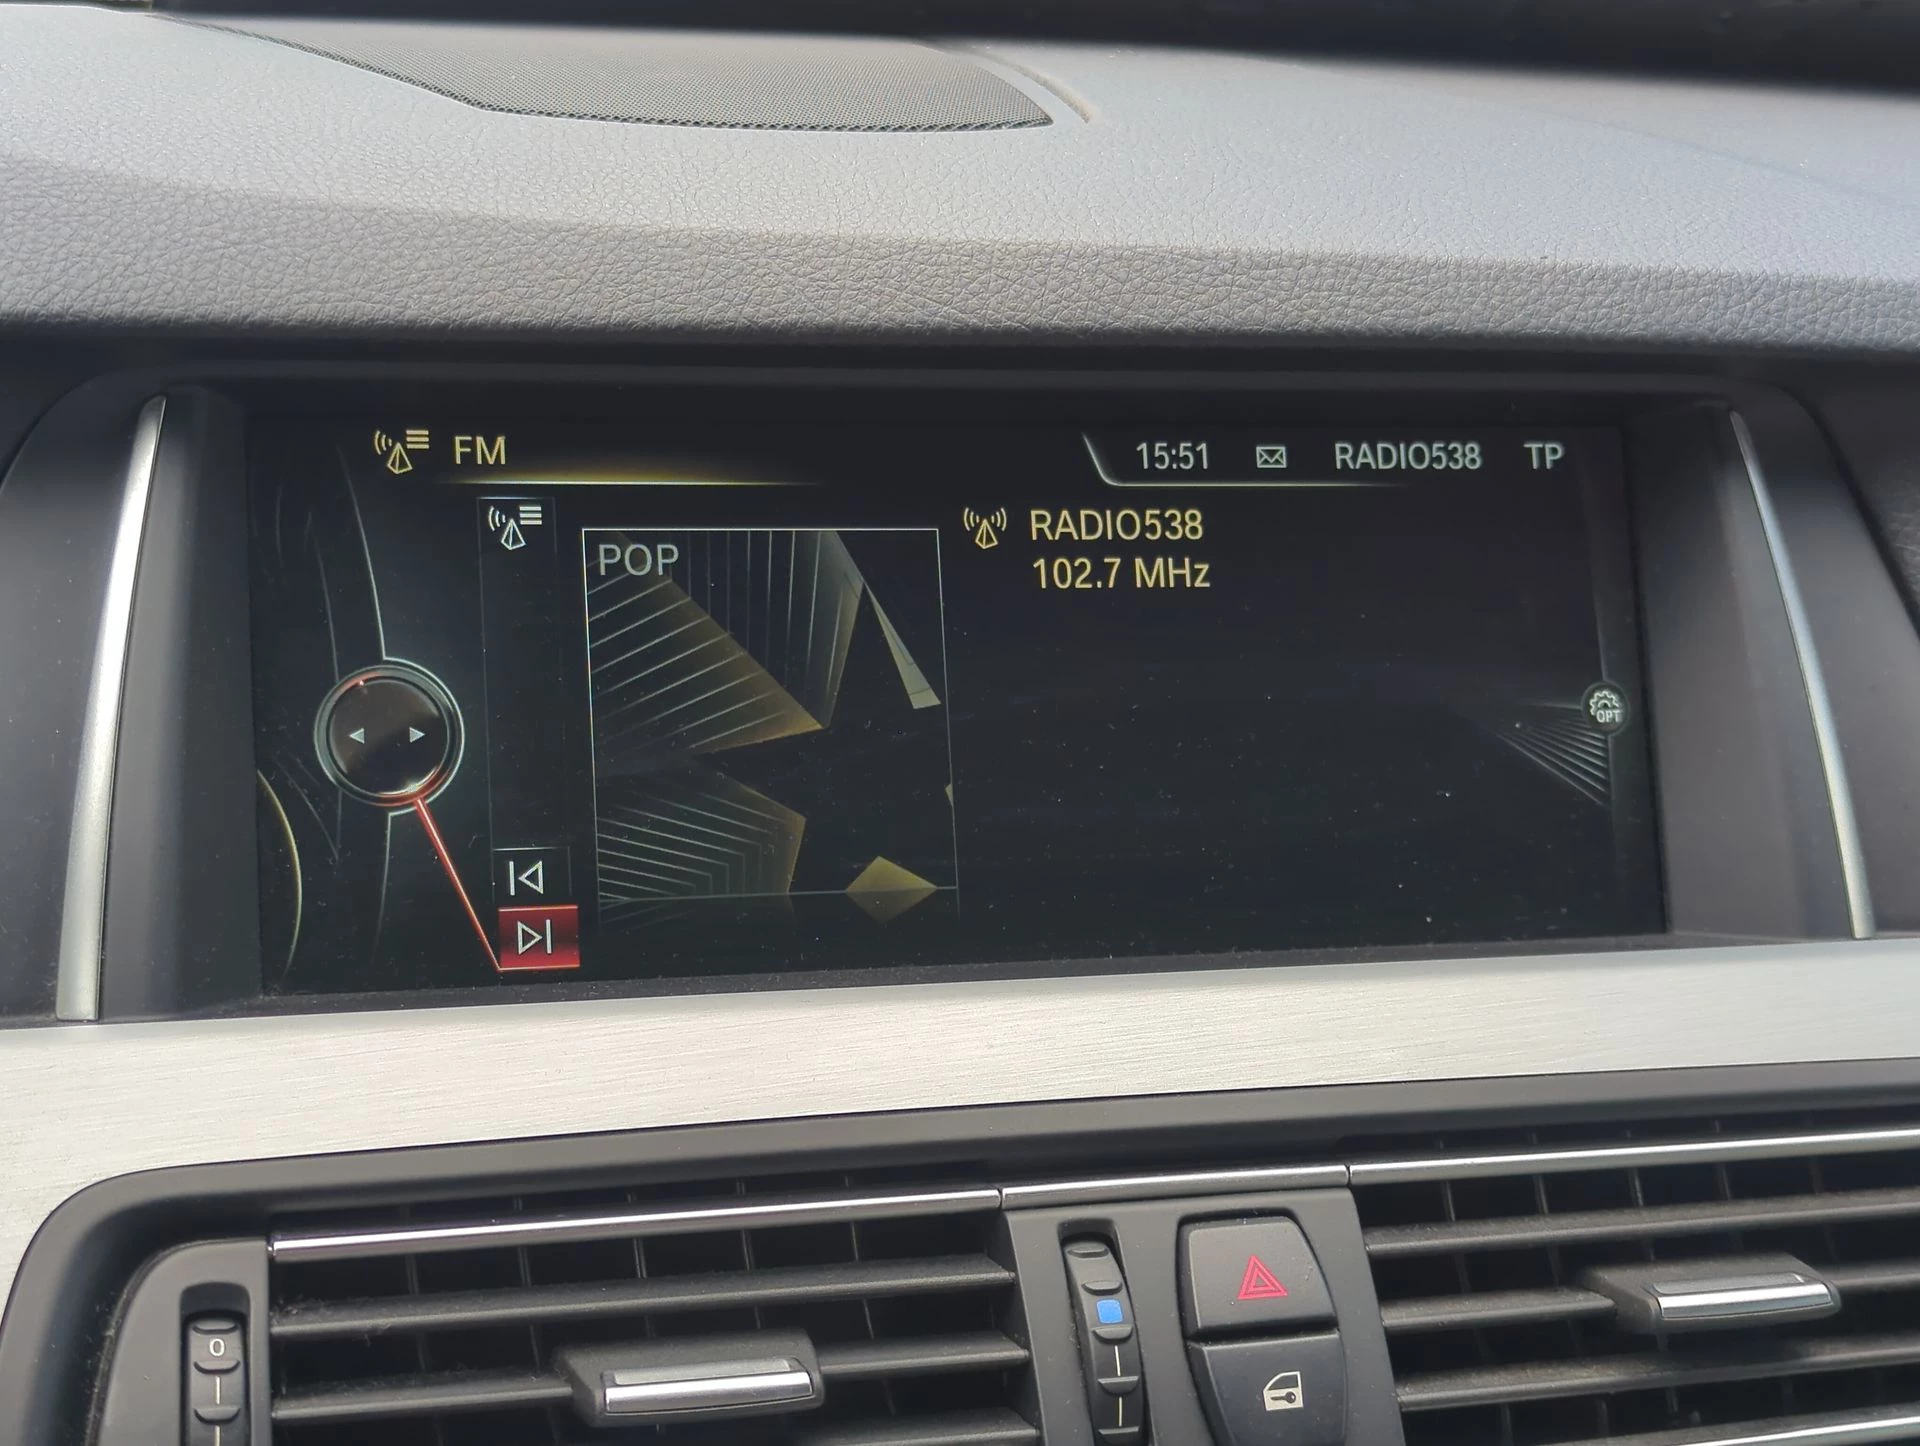 FM
15:51 RADIO538 TP
POP
RADIO538
102.7 MHz
OPT
0